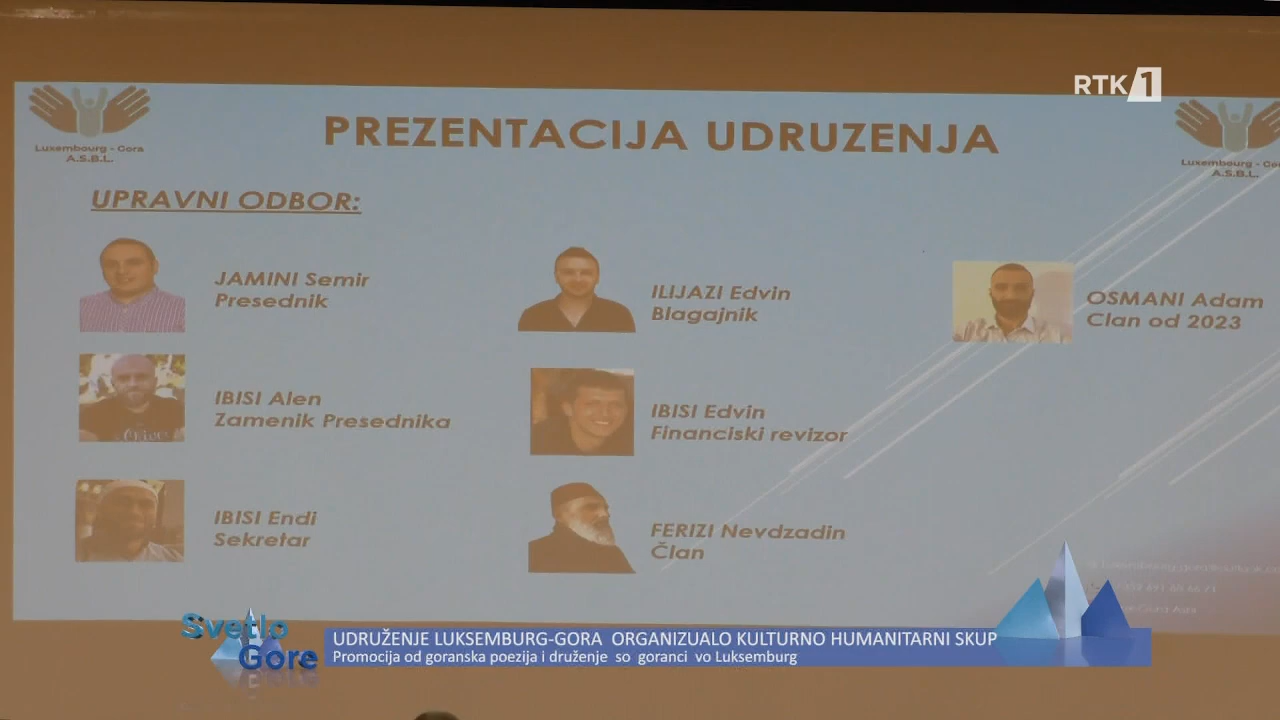 RTK 1
Luxembourg - Gora
A.S.B.L.
PREZENTACIJA UDRUZENJA
Luxembourg - Go
A.S.B.L.
UPRAVNI ODBOR:
JAMINI Semir
Presednik
ILIJAZI Edvin
Blagajnik
OSMANI Adam
Clan od 2023
IBISI Alen
Zamenik Presednika
IBISI Edvin
Financiski revizor
IBISI Endi
Sekretar
FERIZI Nevdzadin
Član
Svetlo
Gore
UDRUŽENJE LUKSEMBURG-GORA ORGANIZUALO KULTURNO HUMANITARNI SKUP
Promocija od goranska poezija i druženje so goranci vo Luksemburg